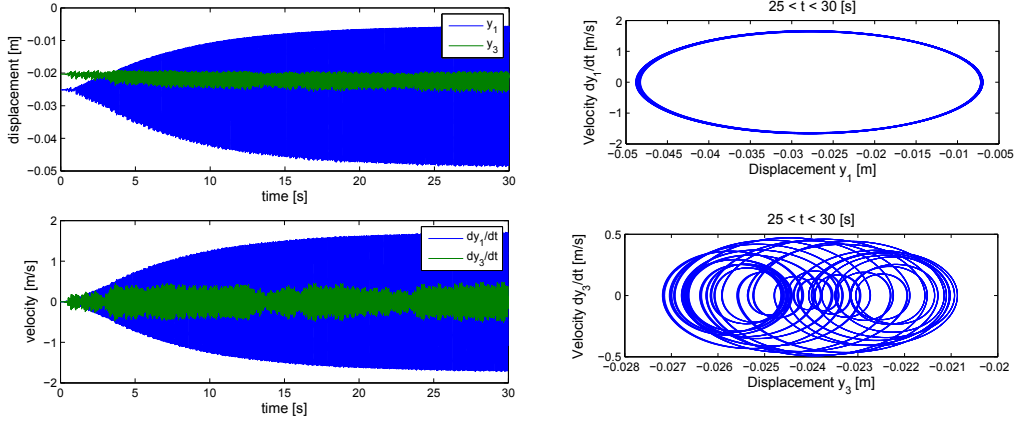 0
−0.01
−0.02
−0.03
−0.04
−0.05
displacement [m]
0 5 10 15 20 25 30
time [s]
y1
y3
25 < t < 30 [s]
2
1
0
−1
−2
Velocity dy1/dt [m/s]
−0.05 −0.045 −0.04 −0.035 −0.03 −0.025 −0.02 −0.015 −0.01 −0.005
Displacement y1 [m]
2
1
0
−1
−2
velocity [m/s]
0 5 10 15 20 25 30
time [s]
dy1/dt
dy3/dt
25 < t < 30 [s]
0.5
0
−0.5
Velocity dy3/dt [m/s]
−0.028 −0.027 −0.026 −0.025 −0.024 −0.023 −0.022 −0.021 −0.02
Displacement y3 [m]